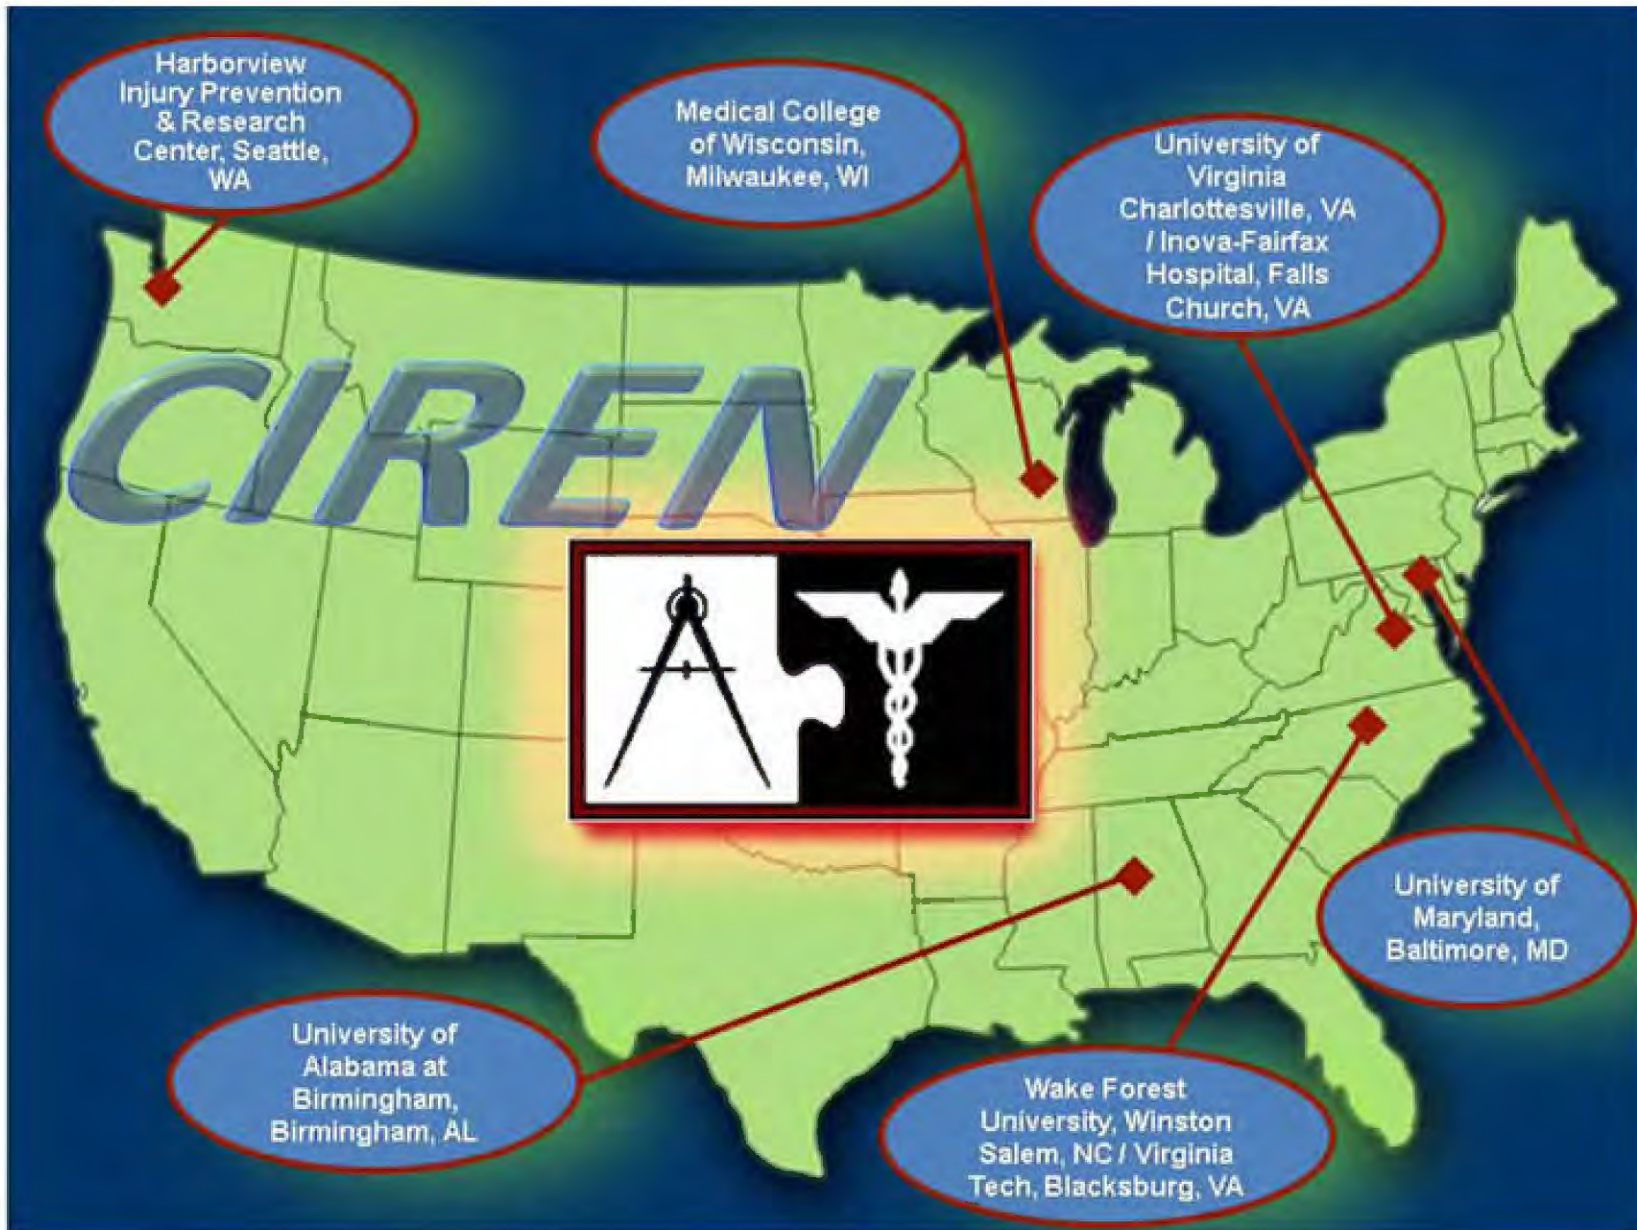 Harborview
Injury Prevention
& Research
Center, Seattle,
WA
Medical College
of Wisconsin,
Milwaukee, WI
University of
Virginia
Charlottesville, VA
/ Inova-Fairfax
Hospital, Falls
Church, VA
CIREN
University of
Maryland,
Baltimore, MD
University of
Alabama at
Birmingham,
Birmingham, AL
Wake Forest
University, Winston
Salem, NC / Virginia
Tech, Blacksburg, VA